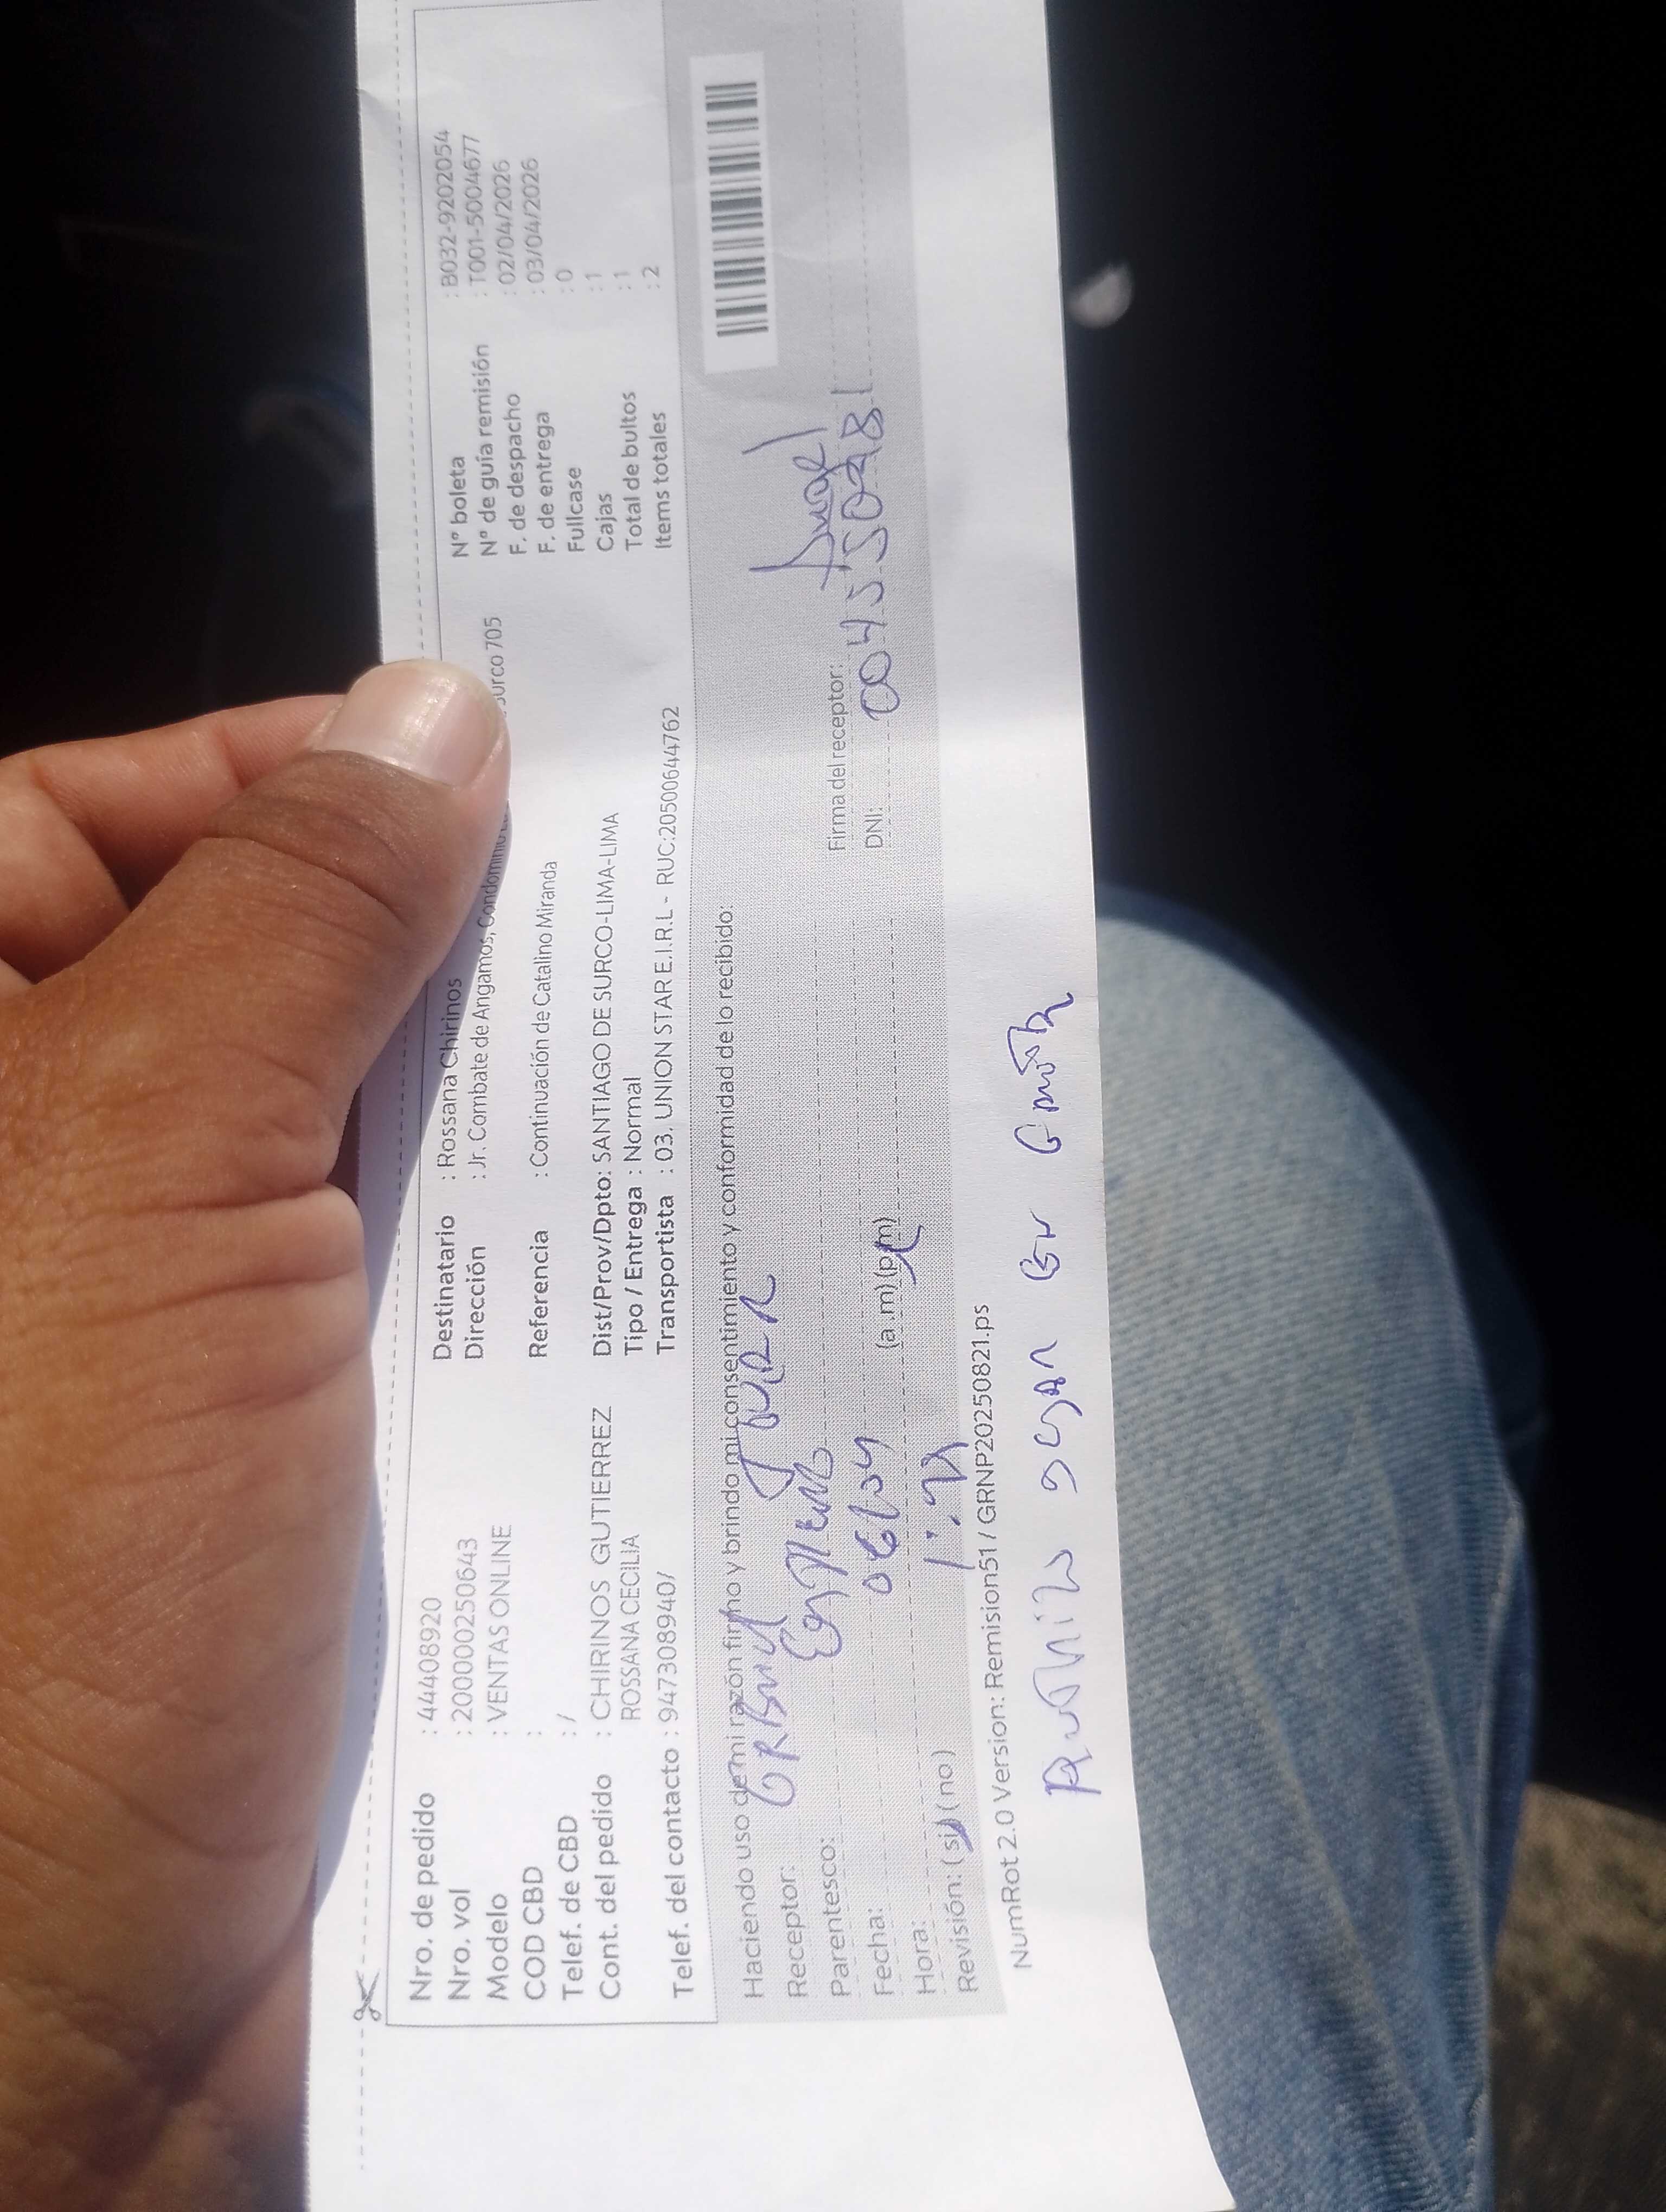 Nro. de pedido : 44408920
Nro. vol : 200000250643
Modelo : VENTAS ONLINE
COD CBD :
Telef. de CBD : /
Cont. del pedido : CHIRINOS GUTIERREZ
ROSSANA CECILIA
Telef. del contacto : 947308940/
Destinatario : Rossana Chirinos
Dirección : Jr. Combate de Angamos, urco 705
Referencia : Continuación de Catalino Miranda
Dist/Prov/Dpto: SANTIAGO DE SURCO-LIMA-LIMA
Tipo / Entrega : Normal
Transportista : 03. UNION STAR E.I.R.L - RUC:20500644762
N° boleta : B032-9202054
N° de guía remisión : T001-5004677
F. de despacho : 02/04/2026
F. de entrega : 03/04/2026
Fullcase : 0
Cajas : 1
Total de bultos : 1
Items totales : 2
Haciendo uso de mi razón firmo y brindo mi consentimiento y conformidad de lo recibido:
Receptor:
Parentesco:
Fecha:
Hora: (a.m)(pm)
Revisión: (si) (no)
Firma del receptor:
DNI:
NumRot 2.0 Version: Remision51 / GRNP20250821.ps